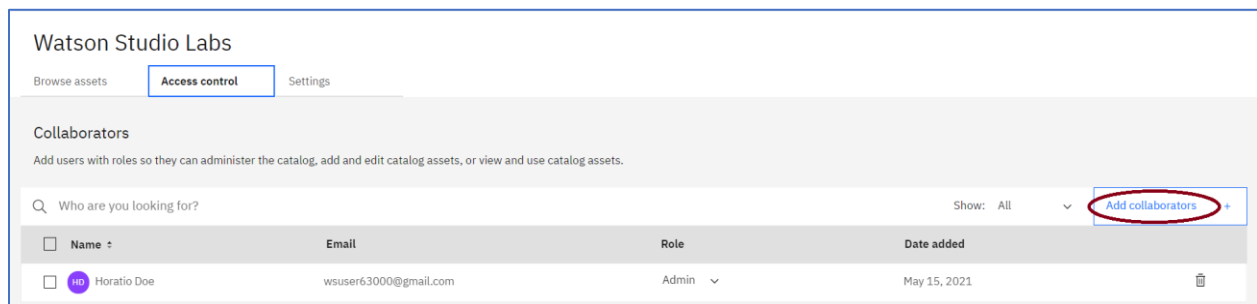 Watson Studio Labs
Browse assets Access control Settings
Collaborators
Add users with roles so they can administer the catalog, add and edit catalog assets, or view and use catalog assets.
Who are you looking for? Show: All Add collaborators +
Name Email Role Date added
HD Horatio Doe wsuser63000@gmail.com Admin May 15, 2021